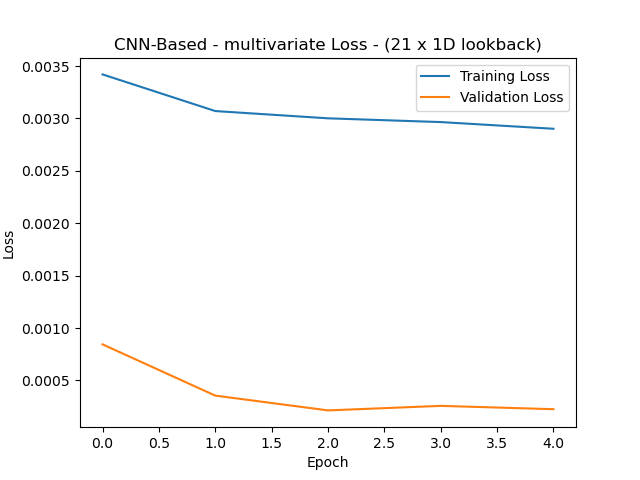 CNN-Based - multivariate Loss - (21 x 1D lookback)
Training Loss
Validation Loss
0.0035
0.0030
0.0025
0.0020
0.0015
0.0010
0.0005
Loss
0.0 0.5 1.0 1.5 2.0 2.5 3.0 3.5 4.0
Epoch